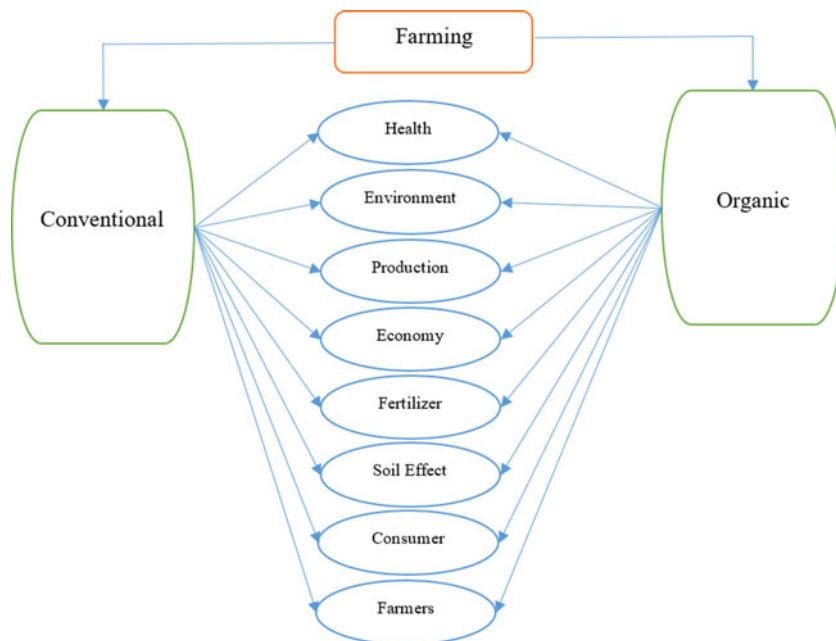 Farming
Conventional
Organic
Health
Environment
Production
Economy
Fertilizer
Soil Effect
Consumer
Farmers